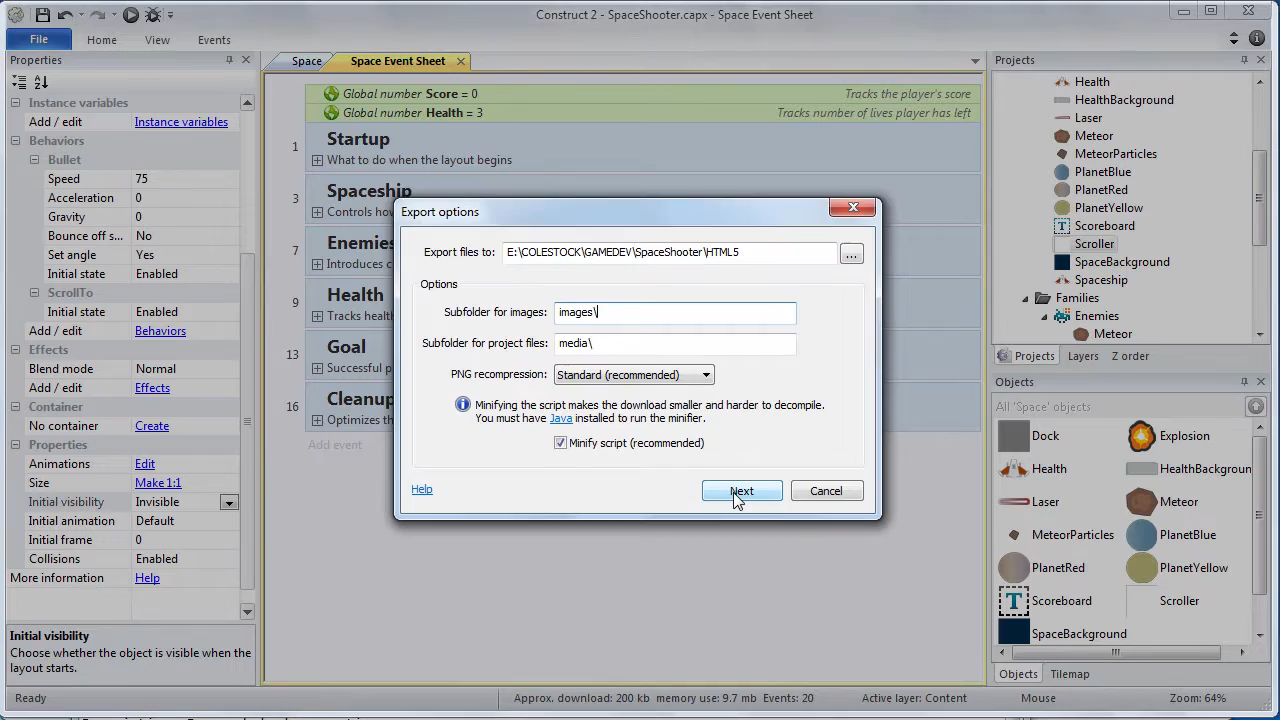 Construct 2 - SpaceShooter.capx - Space Event Sheet
File
Home
View
Events
Properties
Instance variables
Add / edit Instance variables
Behaviors
Bullet
Speed 75
Acceleration 0
Gravity 0
Bounce off s... No
Set angle Yes
Initial state Enabled
ScrollTo
Initial state Enabled
Add / edit Behaviors
Effects
Blend mode Normal
Add / edit Effects
Container
No container Create
Properties
Animations Edit
Size Make 1:1
Initial visibility Invisible
Initial animation Default
Initial frame 0
Collisions Enabled
More information Help
Initial visibility
Choose whether the object is visible when the
layout starts.
Space
Space Event Sheet
Global number Score = 0 Tracks the player's score
Global number Health = 3 Tracks number of lives player has left
1 Startup
What to do when the layout begins
3 Spaceship
Controls how
7 Enemies
Introduces c
9 Health
Tracks healt
13 Goal
Successful p
16 Cleanup
Optimizes th
Add event
Export options
Export files to: E:\COLESTOCK\GAMEDEV\SpaceShooter\HTML5
...
Options
Subfolder for images: images\
Subfolder for project files: media\
PNG recompression: Standard (recommended)
Minifying the script makes the download smaller and harder to decompile.
You must have Java installed to run the minifier.
Minify script (recommended)
Help
Next
Cancel
Projects
Health
HealthBackground
Laser
Meteor
MeteorParticles
PlanetBlue
PlanetRed
PlanetYellow
Scoreboard
Scroller
SpaceBackground
Spaceship
Families
Enemies
Meteor
Projects Layers Z order
Objects
All 'Space' objects
Dock Explosion
Health HealthBackgroun
Laser Meteor
MeteorParticles PlanetBlue
PlanetRed PlanetYellow
Scoreboard Scroller
SpaceBackground
Objects Tilemap
Ready
Approx. download: 200 kb memory use: 9.7 mb Events: 20
Active layer: Content
Mouse
Zoom: 64%